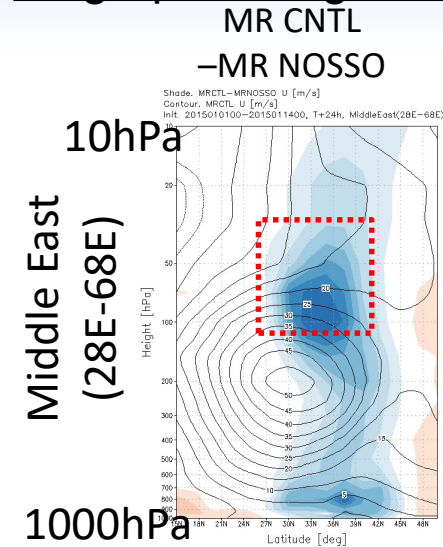 MR CNTL
–MR NOSSO
Shade. MRCTL-MRNOSSO U [m/s]
Contour. MRCTL U [m/s]
Init. 2015010100-2015011400, T+24h, MiddleEast(28E-68E)
10hPa
Middle East
(28E-68E)
Height [hPa]
10
20
50
100
200
300
400
500
600
700
800
900
1000hPa
20
25
30
35
40
45
50
45
40
35
30
25
20
15
10
5
15N 18N 21N 24N 27N 30N 33N 36N 39N 42N 45N 48N
Latitude [deg]